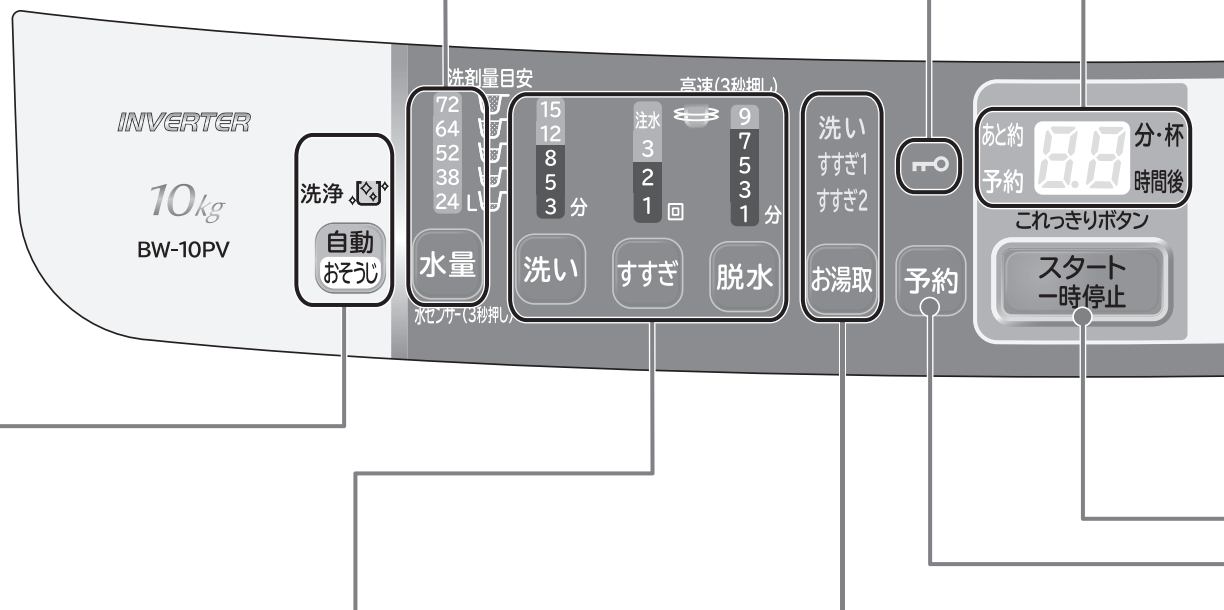 INVERTER
10kg
BW-10PV
洗浄
自動
おそうじ
洗剤量目安
72
64
52
38
24 L
水量
水センサー(3秒押し)
15
12
8
5
3 分
洗い
注水
3
2
1 回
すすぎ
高速(3秒押し)
9
7
5
3
1 分
脱水
洗い
すすぎ1
すすぎ2
お湯取
予約
あと約 8.8 分・杯
予約 時間後
これっきりボタン
スタート
一時停止